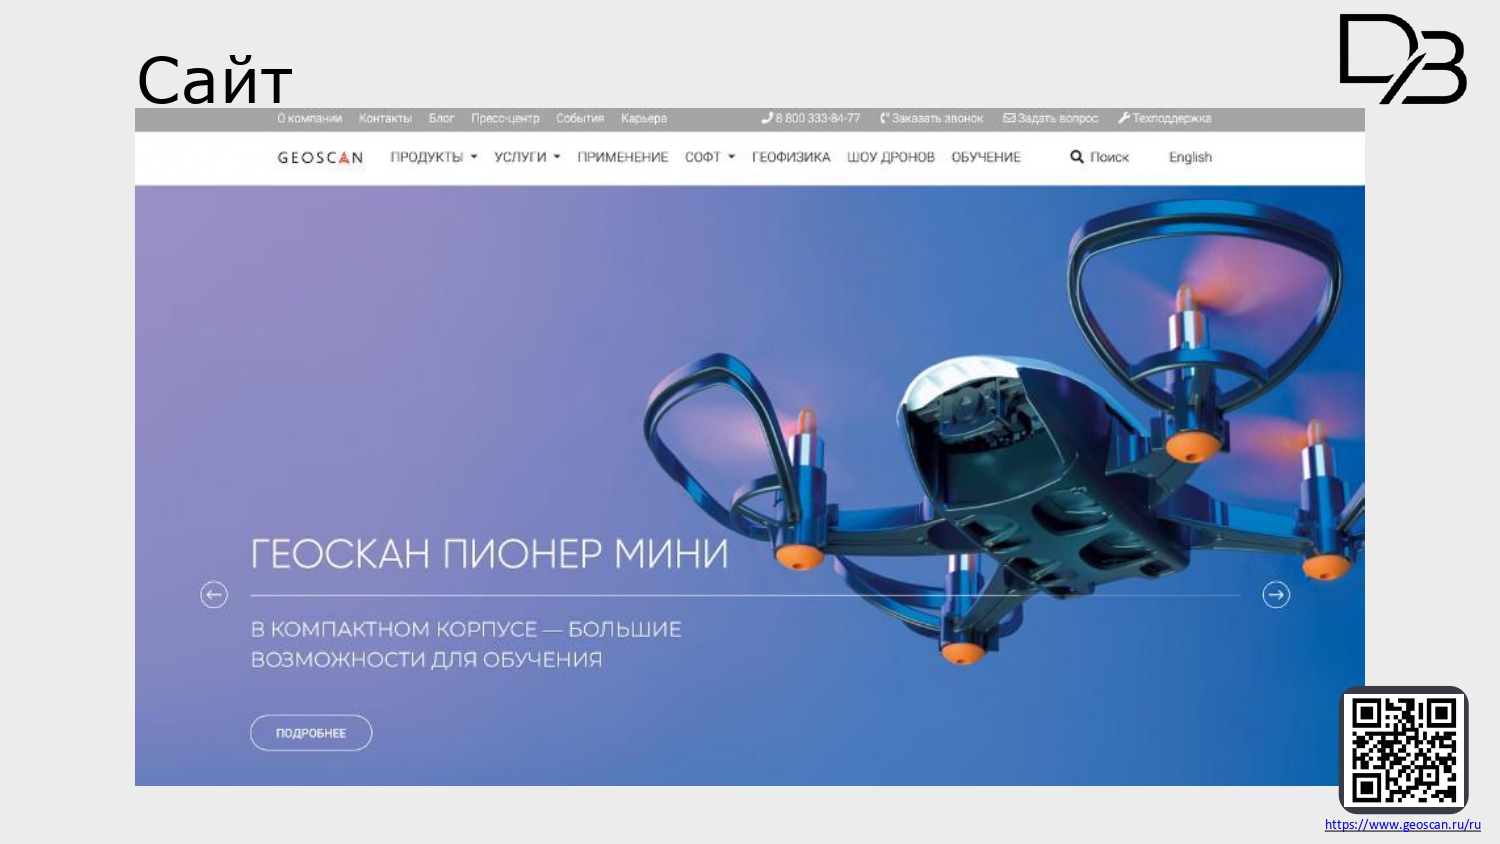 Сайт
DB
О компании Контакты Блог Пресс-центр События Карьера 8 800 333-84-77 Заказать звонок Задать вопрос Техподдержка
GEOSCAN ПРОДУКТЫ УСЛУГИ ПРИМЕНЕНИЕ СОФТ ГЕОФИЗИКА ШОУ ДРОНОВ ОБУЧЕНИЕ Поиск English
ГЕОСКАН ПИОНЕР МИНИ
В КОМПАКТНОМ КОРПУСЕ — БОЛЬШИЕ
ВОЗМОЖНОСТИ ДЛЯ ОБУЧЕНИЯ
ПОДРОБНЕЕ
https://www.geoscan.ru/ru